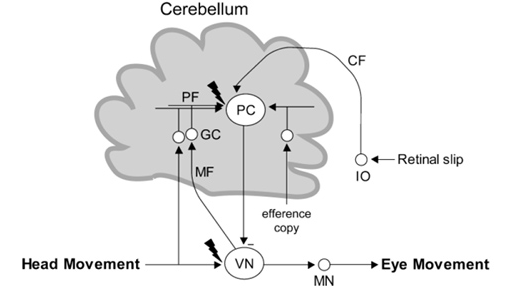 Cerebellum
CF
PF
PC
GC
Retinal slip
IO
MF
efference
copy
–
Head Movement
VN
Eye Movement
MN